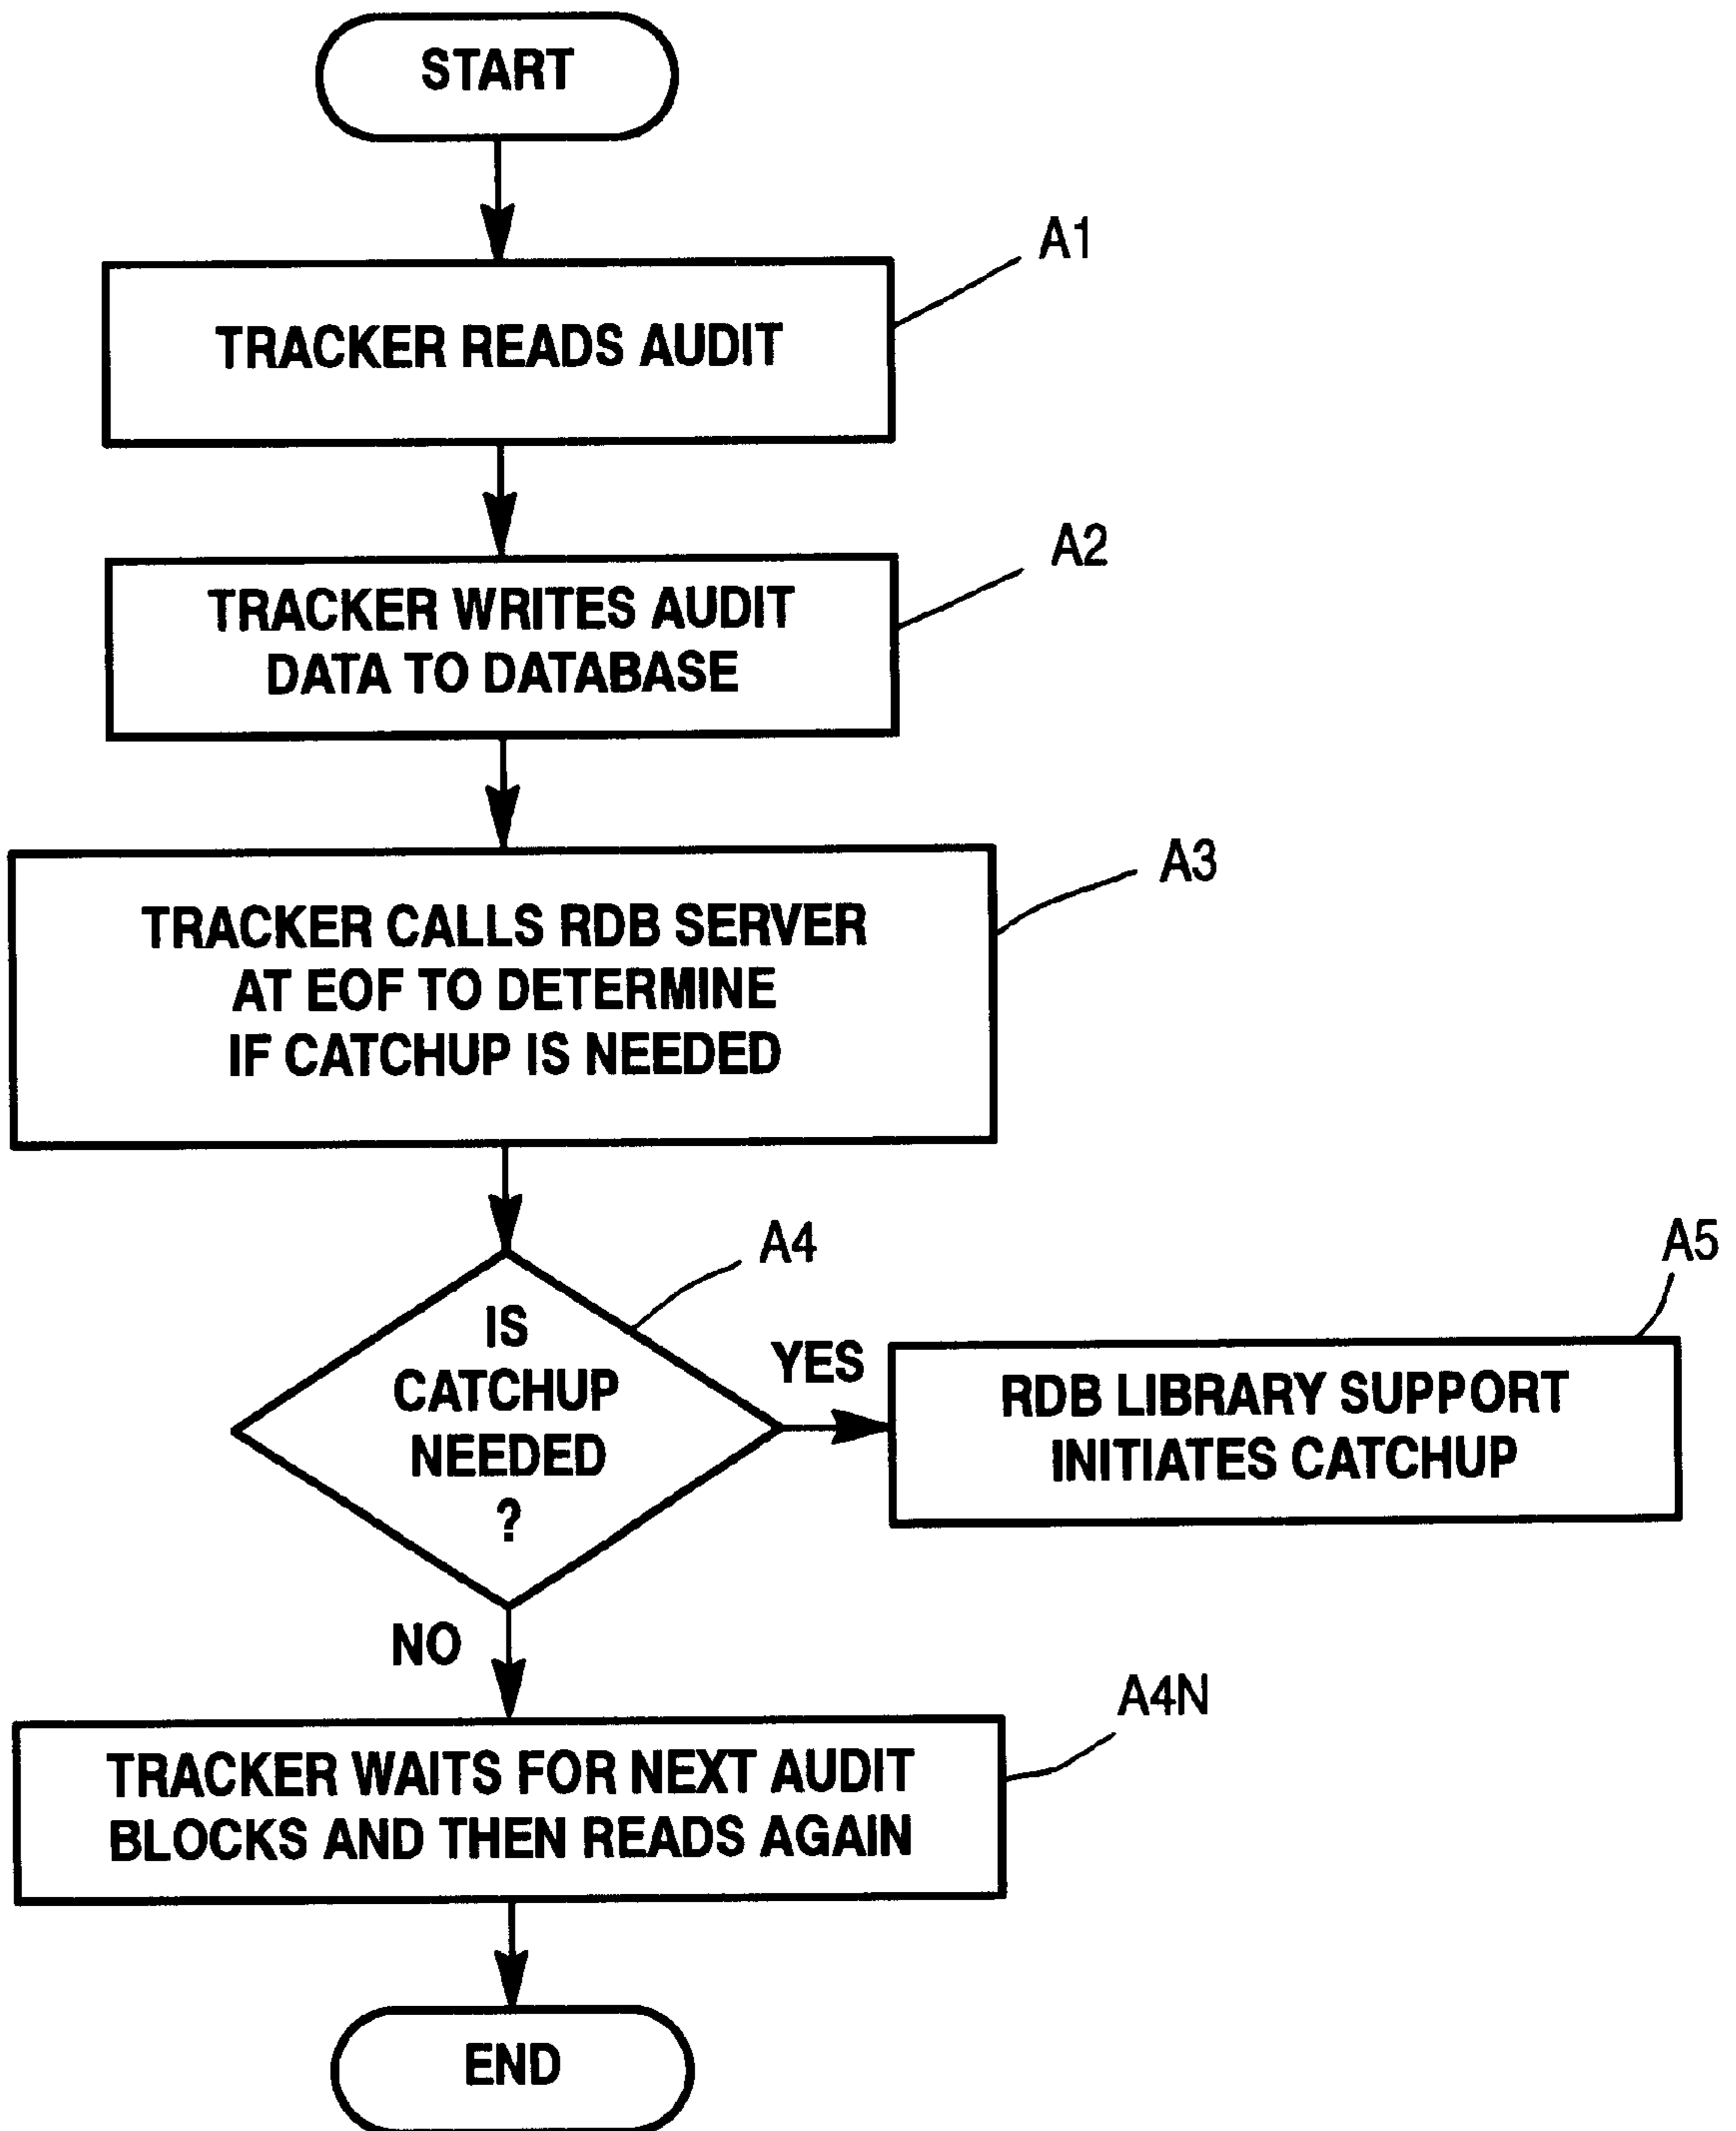 START
A1
TRACKER READS AUDIT
A2
TRACKER WRITES AUDIT
DATA TO DATABASE
A3
TRACKER CALLS RDB SERVER
AT EOF TO DETERMINE
IF CATCHUP IS NEEDED
A4
IS
CATCHUP
NEEDED
?
YES
A5
RDB LIBRARY SUPPORT
INITIATES CATCHUP
NO
A4N
TRACKER WAITS FOR NEXT AUDIT
BLOCKS AND THEN READS AGAIN
END